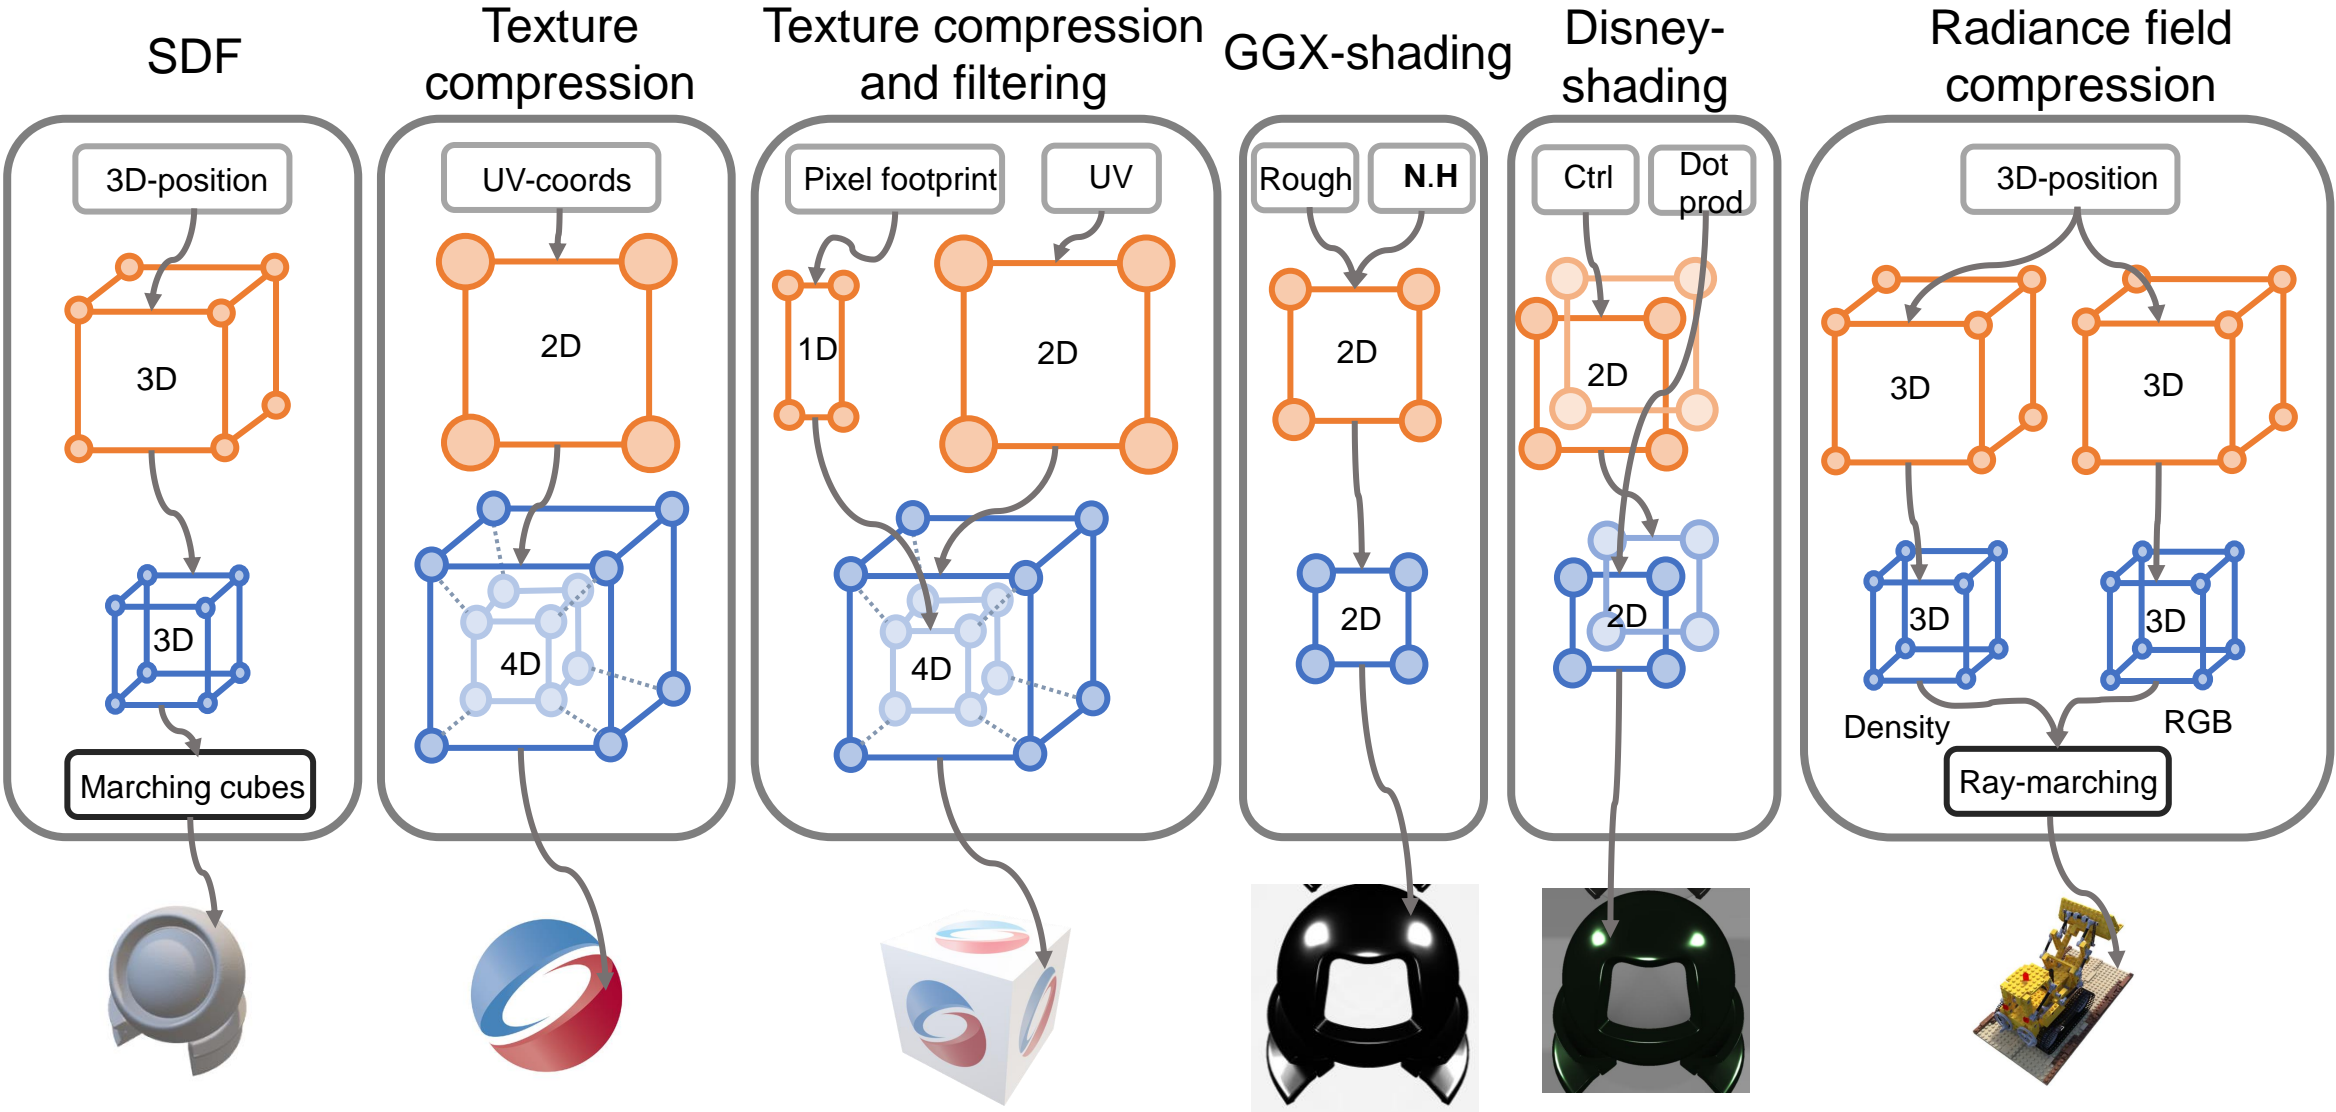 SDF
Texture
compression
Texture compression
and filtering
GGX-shading
Disney-
shading
Radiance field
compression
3D-position
3D
3D
Marching cubes
UV-coords
2D
4D
Pixel footprint
UV
1D
2D
4D
Rough
N.H
2D
2D
Ctrl
Dot
prod
2D
2D
3D-position
3D
3D
3D
3D
Density
RGB
Ray-marching